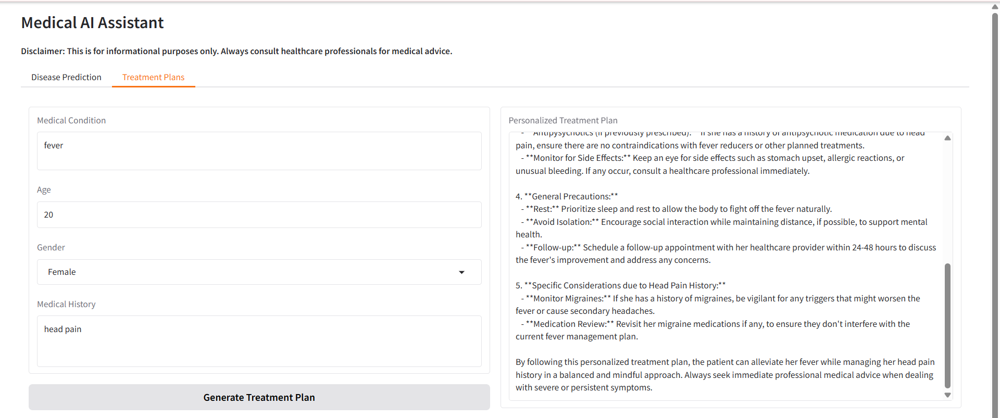 Medical AI Assistant
Disclaimer: This is for informational purposes only. Always consult healthcare professionals for medical advice.
Disease Prediction
Treatment Plans
Medical Condition
fever
Age
20
Gender
Female
Medical History
head pain
Generate Treatment Plan
Personalized Treatment Plan
- **Antipysychotics (if previously prescribed):** If she has a history of antipsychotic medication due to head
pain, ensure there are no contraindications with fever reducers or other planned treatments.
- **Monitor for Side Effects:** Keep an eye for side effects such as stomach upset, allergic reactions, or
unusual bleeding. If any occur, consult a healthcare professional immediately.
4. **General Precautions:**
- **Rest:** Prioritize sleep and rest to allow the body to fight off the fever naturally.
- **Avoid Isolation:** Encourage social interaction while maintaining distance, if possible, to support mental
health.
- **Follow-up:** Schedule a follow-up appointment with her healthcare provider within 24-48 hours to discuss
the fever's improvement and address any concerns.
5. **Specific Considerations due to Head Pain History:**
- **Monitor Migraines:** If she has a history of migraines, be vigilant for any triggers that might worsen the
fever or cause secondary headaches.
- **Medication Review:** Revisit her migraine medications if any, to ensure they don't interfere with the
current fever management plan.
By following this personalized treatment plan, the patient can alleviate her fever while managing her head pain
history in a balanced and mindful approach. Always seek immediate professional medical advice when dealing
with severe or persistent symptoms.